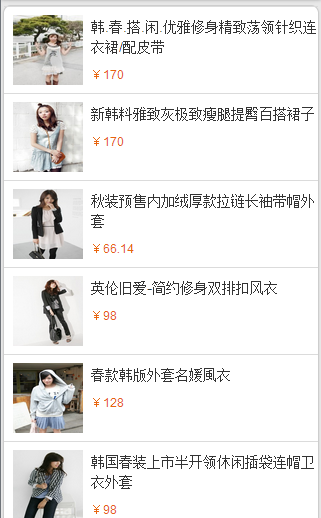 韩.春.搭.闲.优雅修身精致荡领针织连
衣裙/配皮带
￥170
新韩料雅致灰极致瘦腿提臀百搭裙子
￥170
秋装预售内加绒厚款拉链长袖带帽外
套
￥66.14
英伦旧爱-简约修身双排扣风衣
￥98
春款韩版外套名媛風衣
￥128
韩国春装上市半开领休闲插袋连帽卫
衣外套
￥98